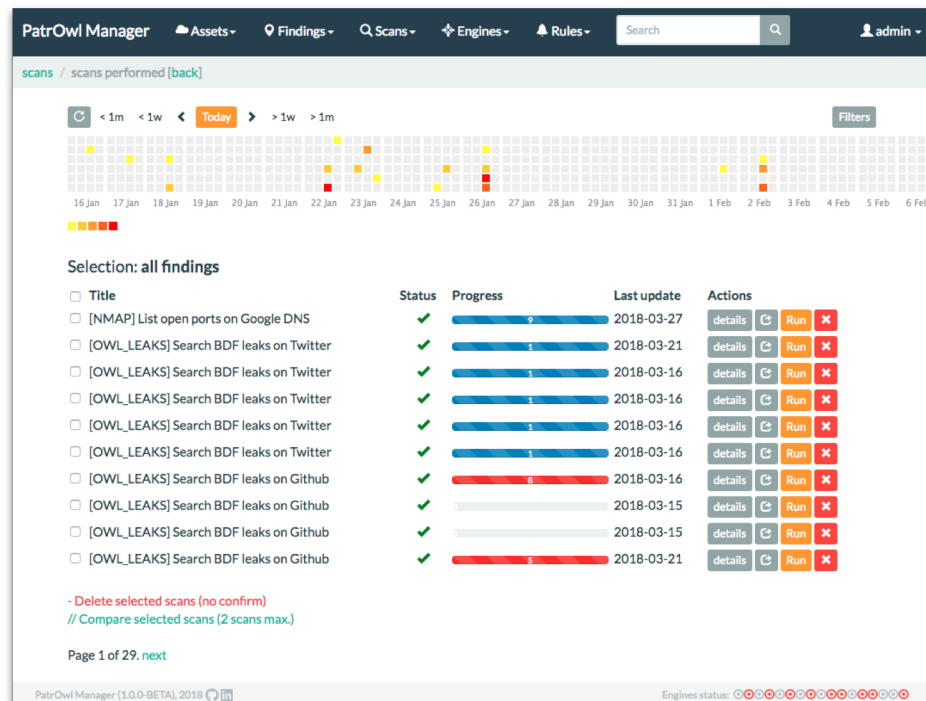 PatrOwl Manager Assets Findings Scans Engines Rules Search admin
scans / scans performed [back]
< 1m < 1w Today > 1w > 1m Filters
16 Jan 17 Jan 18 Jan 19 Jan 20 Jan 21 Jan 22 Jan 23 Jan 24 Jan 25 Jan 26 Jan 27 Jan 28 Jan 29 Jan 30 Jan 31 Jan 1 Feb 2 Feb 3 Feb 4 Feb 5 Feb 6 Feb
Selection: all findings
Title Status Progress Last update Actions
[NMAP] List open ports on Google DNS 9 2018-03-27 details Run
[OWL_LEAKS] Search BDF leaks on Twitter 1 2018-03-21 details Run
[OWL_LEAKS] Search BDF leaks on Twitter 1 2018-03-16 details Run
[OWL_LEAKS] Search BDF leaks on Twitter 1 2018-03-16 details Run
[OWL_LEAKS] Search BDF leaks on Twitter 1 2018-03-16 details Run
[OWL_LEAKS] Search BDF leaks on Twitter 1 2018-03-16 details Run
[OWL_LEAKS] Search BDF leaks on Github 8 2018-03-16 details Run
[OWL_LEAKS] Search BDF leaks on Github 2018-03-15 details Run
[OWL_LEAKS] Search BDF leaks on Github 2018-03-15 details Run
[OWL_LEAKS] Search BDF leaks on Github 5 2018-03-21 details Run
- Delete selected scans (no confirm)
// Compare selected scans (2 scans max.)
Page 1 of 29. next
PatrOwl Manager (1.0.0-BETA), 2018 Engines status: